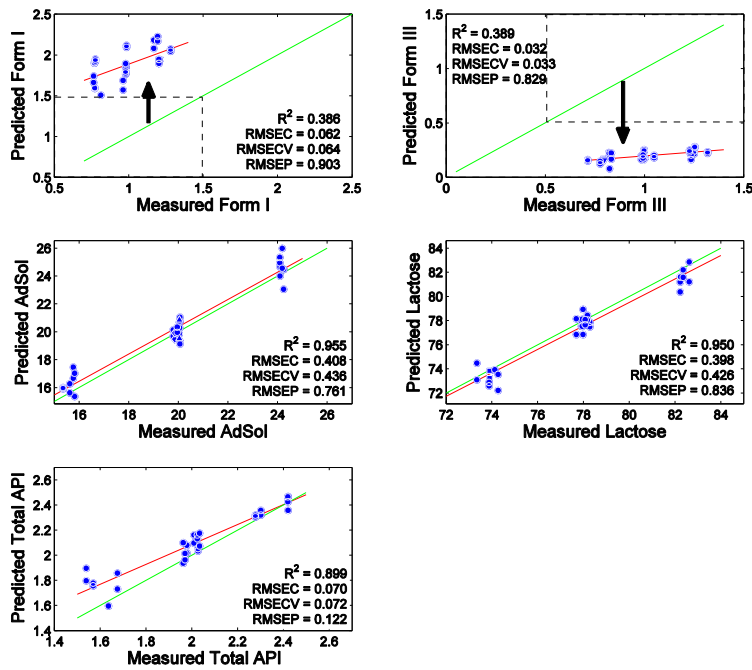 Predicted Form I
2.5
2
1.5
1
0.5
0.5
1
1.5
2
2.5
Measured Form I
R² = 0.386
RMSEC = 0.062
RMSECV = 0.064
RMSEP = 0.903
Predicted Form III
1.5
1
0.5
0
0
0.5
1
1.5
Measured Form III
R² = 0.389
RMSEC = 0.032
RMSECV = 0.033
RMSEP = 0.829
Predicted AdSol
26
24
22
20
18
16
16
18
20
22
24
26
Measured AdSol
R² = 0.955
RMSEC = 0.408
RMSECV = 0.436
RMSEP = 0.761
Predicted Lactose
84
82
80
78
76
74
72
72
74
76
78
80
82
84
Measured Lactose
R² = 0.950
RMSEC = 0.398
RMSECV = 0.426
RMSEP = 0.836
Predicted Total API
2.6
2.4
2.2
2
1.8
1.6
1.4
1.4
1.6
1.8
2
2.2
2.4
2.6
Measured Total API
R² = 0.899
RMSEC = 0.070
RMSECV = 0.072
RMSEP = 0.122